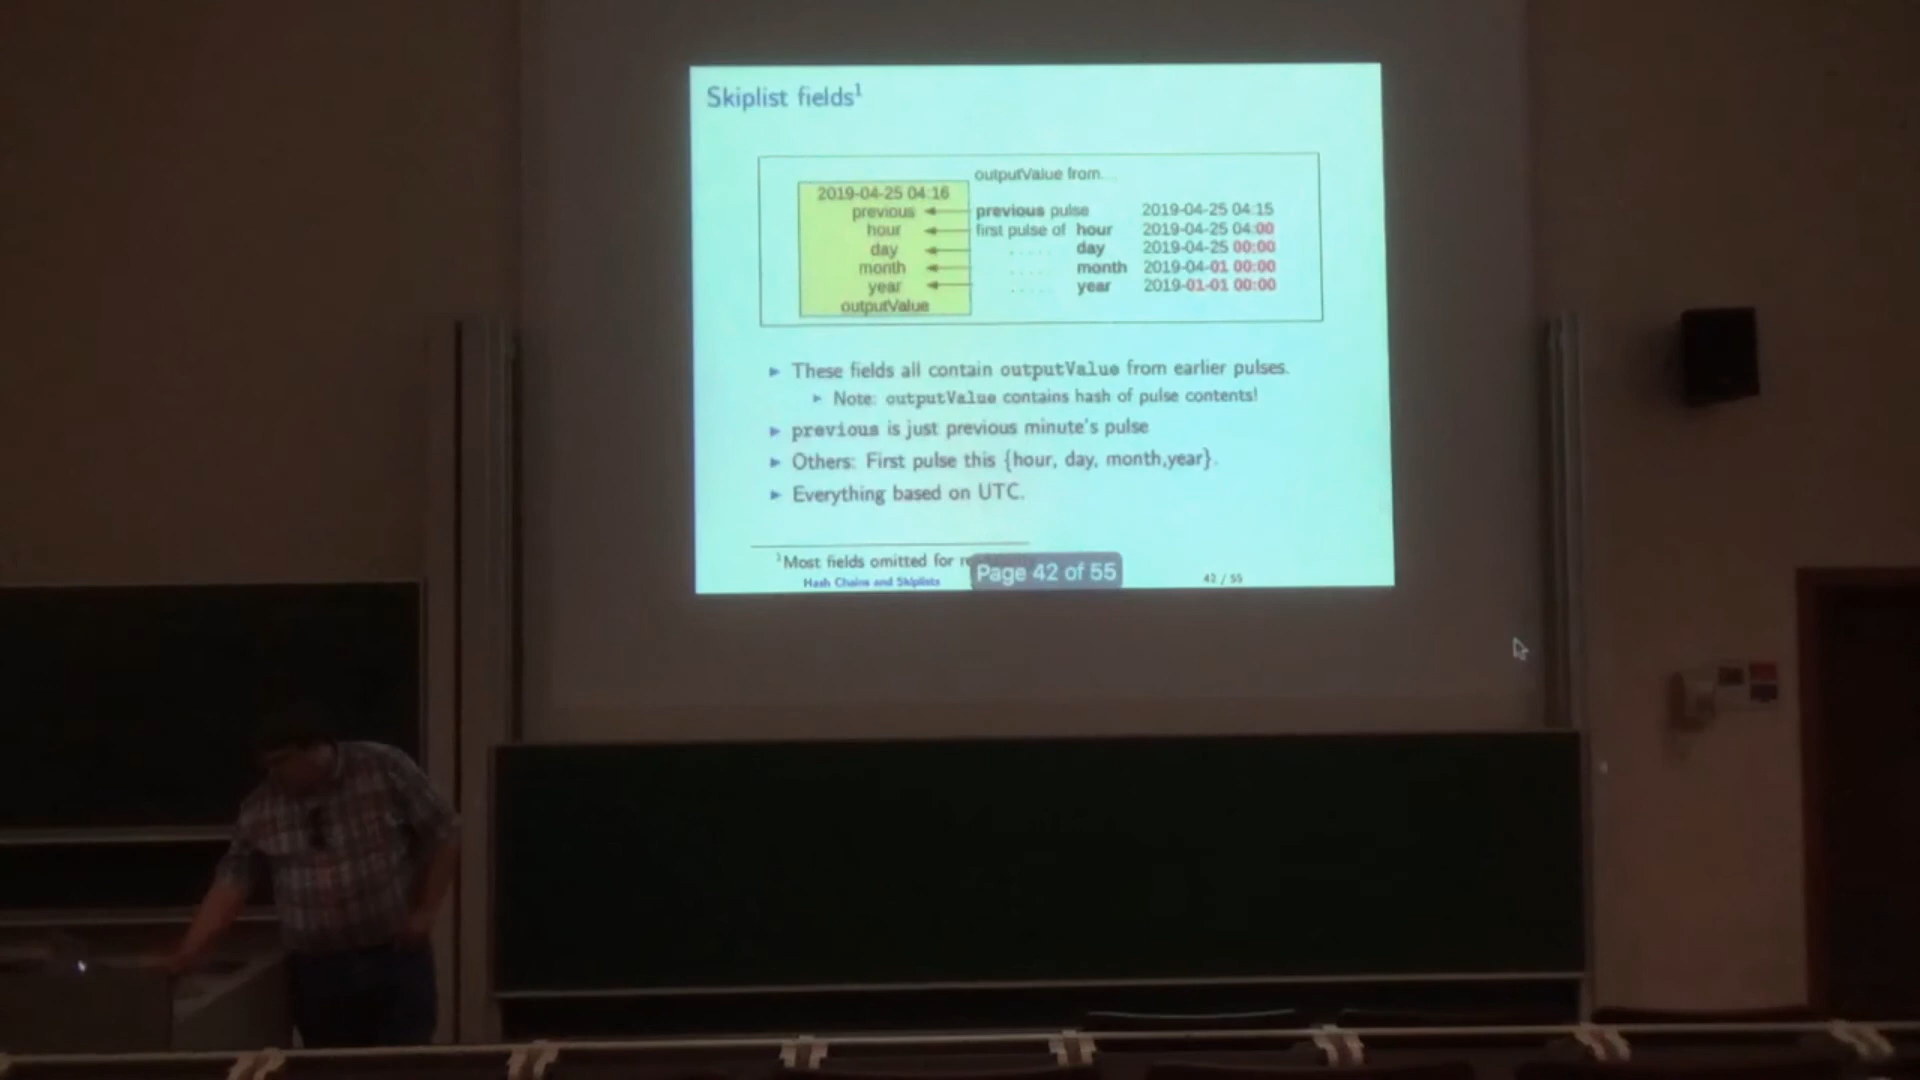 Skiplist fields¹
outputValue from...
2019-04-25 04:16
previous
hour
day
month
year
outputValue
previous pulse 2019-04-25 04:15
first pulse of hour 2019-04-25 04:00
..... day 2019-04-25 00:00
..... month 2019-04-01 00:00
..... year 2019-01-01 00:00
► These fields all contain outputValue from earlier pulses.
► Note: outputValue contains hash of pulse contents!
► previous is just previous minute's pulse
► Others: First pulse this {hour, day, month,year}.
► Everything based on UTC.
¹Most fields omitted for
Page 42 of 55
Hash Chains and Skiplists 42 / 55